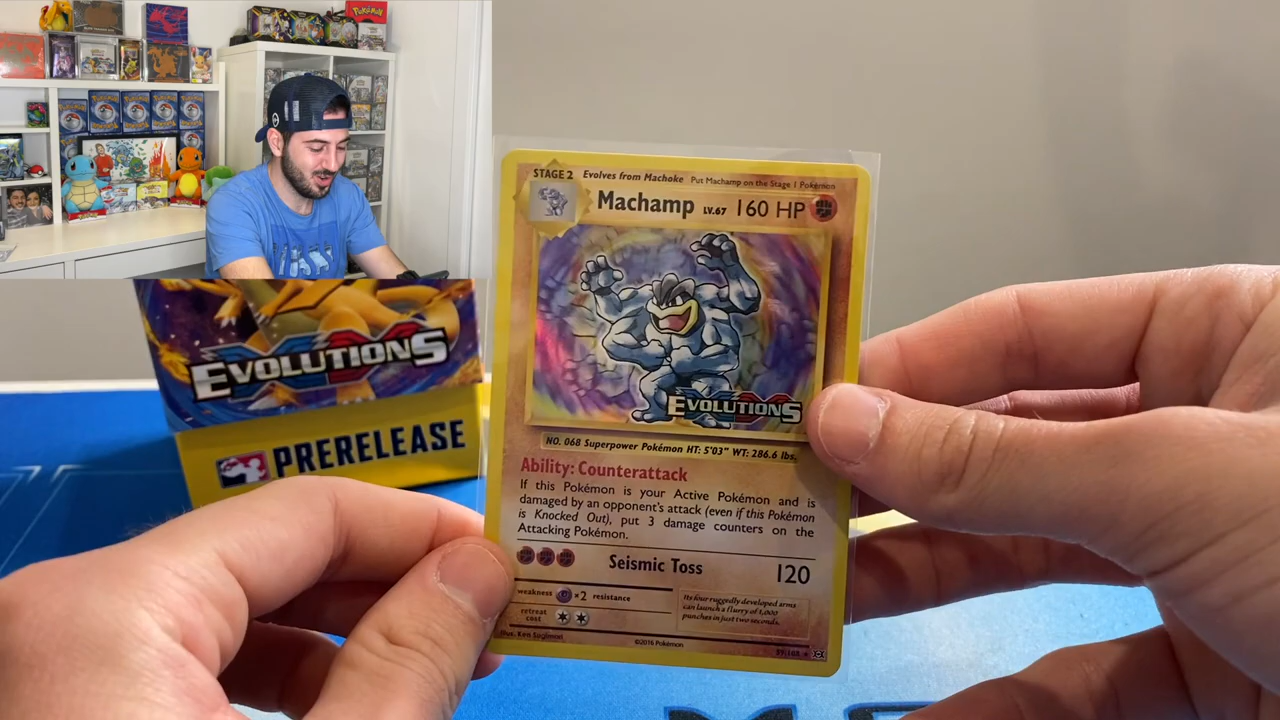 POKéMON
EVOLUTIONS
PRERELEASE
STAGE 2 Evolves from Machoke Put Machamp on the Stage 1 Pokémon
Machamp LV.67 160 HP
EVOLUTIONS
NO. 068 Superpower Pokémon HT: 5'03" WT: 286.6 lbs.
Ability: Counterattack
If this Pokémon is your Active Pokémon and is
damaged by an opponent's attack (even if this Pokémon
is Knocked Out), put 3 damage counters on the
Attacking Pokémon.
Seismic Toss 120
weakness ×2 resistance
retreat
cost
Its four ruggedly developed arms
can launch a flurry of 1,000
punches in just two seconds.
Illus. Ken Sugimori ©2016 Pokémon 59/108